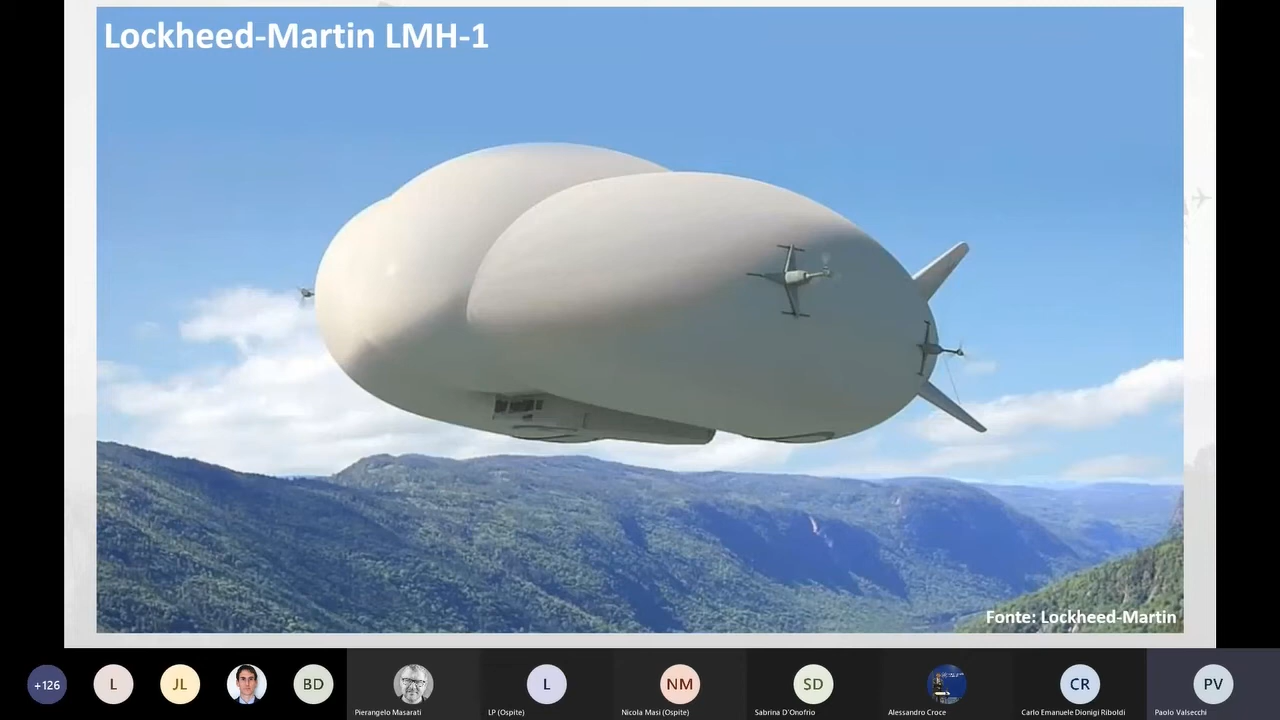 Lockheed-Martin LMH-1
Fonte: Lockheed-Martin
+126
L
JL
BD
L
NM
SD
CR
PV
Pierangelo Masarati
LP (Ospite)
Nicola Masi (Ospite)
Sabrina D'Onofrio
Alessandro Croce
Carlo Emanuele Dionigi Riboldi
Paolo Valsecchi